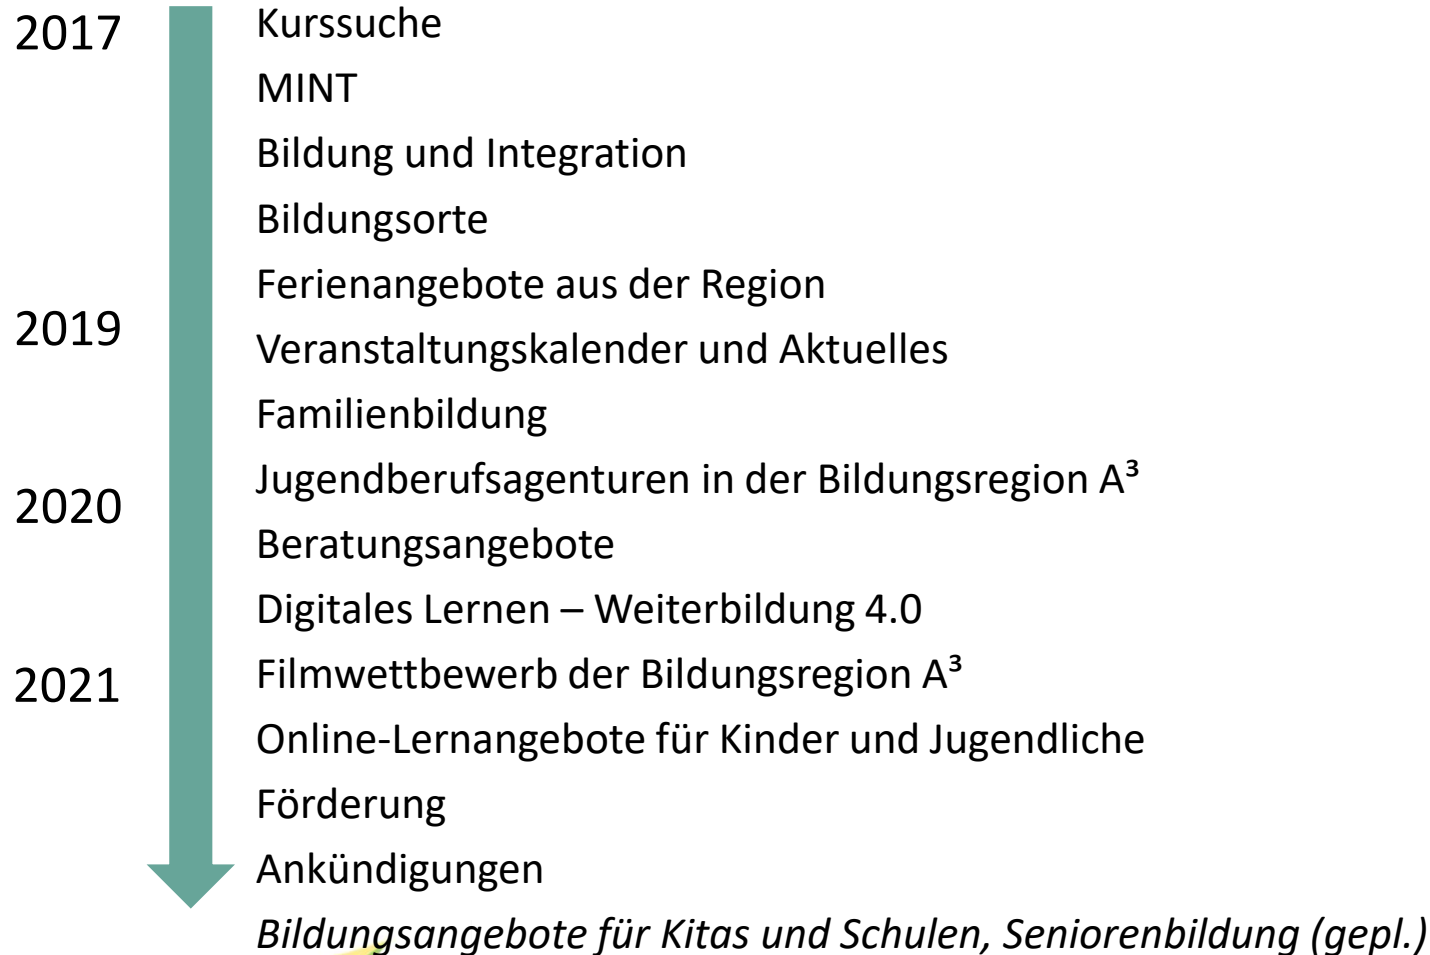 2017
Kurssuche
MINT
Bildung und Integration
Bildungsorte
Ferienangebote aus der Region
2019
Veranstaltungskalender und Aktuelles
Familienbildung
Jugendberufsagenturen in der Bildungsregion A³
2020
Beratungsangebote
Digitales Lernen – Weiterbildung 4.0
Filmwettbewerb der Bildungsregion A³
2021
Online-Lernangebote für Kinder und Jugendliche
Förderung
Ankündigungen
Bildungsangebote für Kitas und Schulen, Seniorenbildung (gepl.)